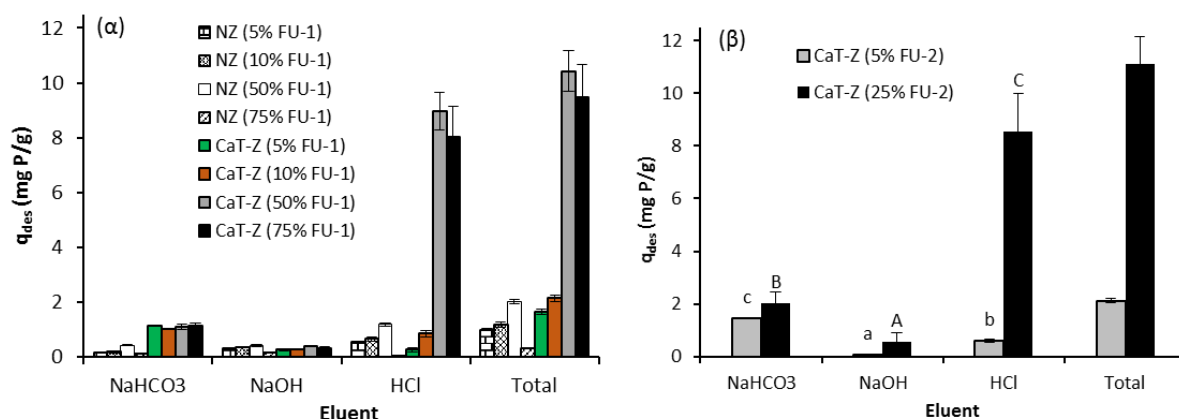 (α)
12
10
8
6
4
2
0
q_des (mg P/g)
NZ (5% FU-1)
NZ (10% FU-1)
NZ (50% FU-1)
NZ (75% FU-1)
CaT-Z (5% FU-1)
CaT-Z (10% FU-1)
CaT-Z (50% FU-1)
CaT-Z (75% FU-1)
NaHCO3 NaOH HCl Total
Eluent
(β)
12
10
8
6
4
2
0
q_des (mg P/g)
CaT-Z (5% FU-2)
CaT-Z (25% FU-2)
C
c B
a A
b
NaHCO3 NaOH HCl Total
Eluent